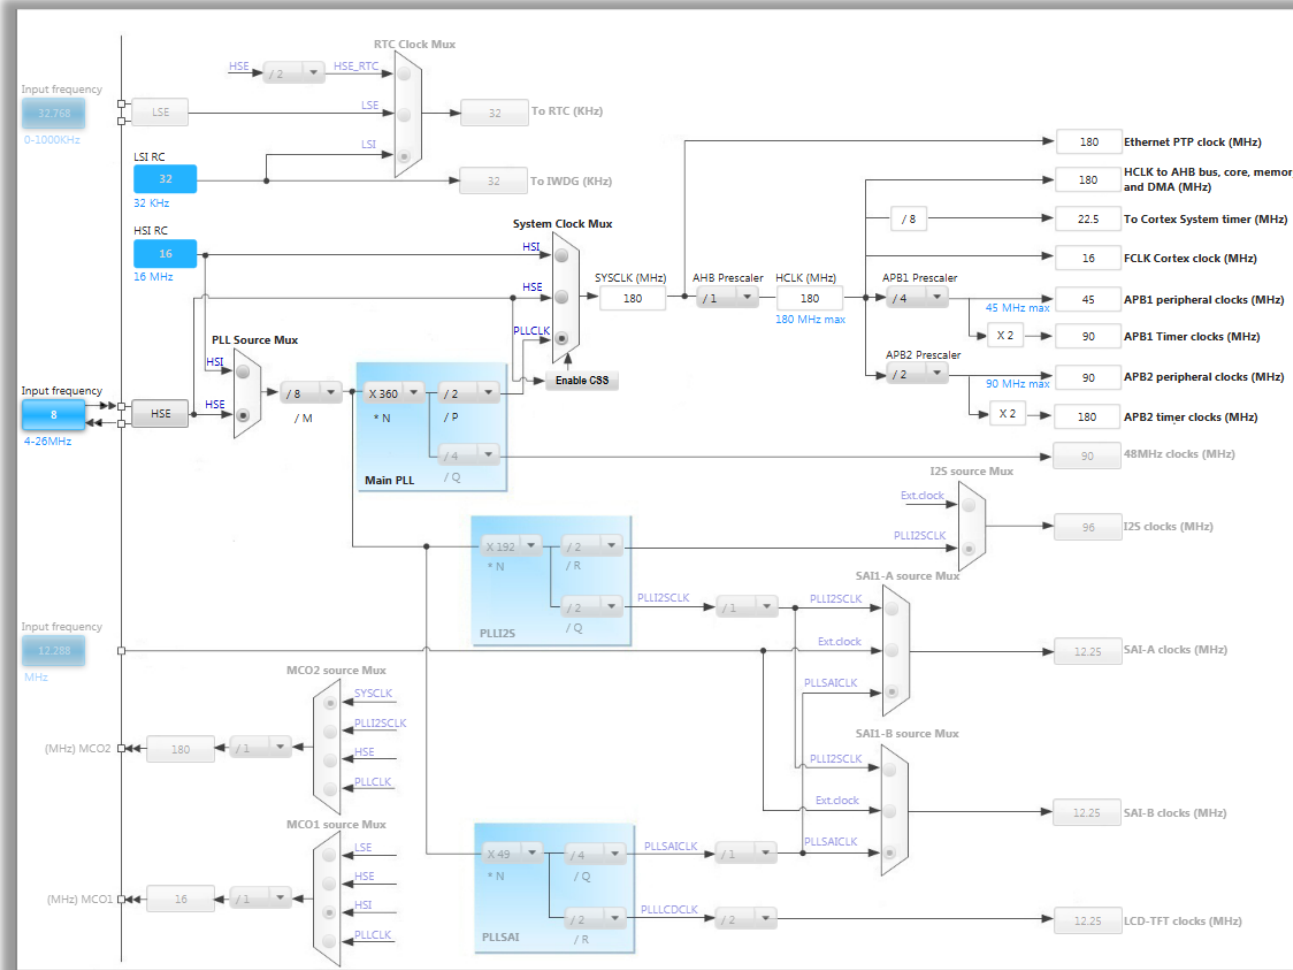 RTC Clock Mux
HSE
/ 2
HSE_RTC
Input frequency
32.768
0-1000KHz
LSE
LSE
32
To RTC (KHz)
LSI RC
LSI
32
32 KHz
32
To IWDG (KHz)
180
Ethernet PTP clock (MHz)
180
HCLK to AHB bus, core, memor
and DMA (MHz)
/ 8
22.5
To Cortex System timer (MHz)
System Clock Mux
HSI RC
16
16 MHz
HSI
16
FCLK Cortex clock (MHz)
HSE
SYSCLK (MHz)
180
AHB Prescaler
/ 1
HCLK (MHz)
180
180 MHz max
APB1 Prescaler
/ 4
45 MHz max
45
APB1 peripheral clocks (MHz)
PLLCLK
X 2
90
APB1 Timer clocks (MHz)
PLL Source Mux
HSI
Enable CSS
APB2 Prescaler
/ 2
90 MHz max
90
APB2 peripheral clocks (MHz)
X 2
180
APB2 timer clocks (MHz)
Input frequency
8
4-26MHz
HSE
HSE
/ 8
/ M
X 360
* N
/ 2
/ P
/ 4
/ Q
Main PLL
90
48MHz clocks (MHz)
I2S source Mux
Ext.clock
PLLI2SCLK
96
I2S clocks (MHz)
X 192
* N
/ 2
/ R
/ 2
/ Q
PLLI2S
PLLI2SCLK
/ 1
SAI1-A source Mux
PLLI2SCLK
Ext.clock
PLLSAICLK
12.25
SAI-A clocks (MHz)
Input frequency
12.288
MHz
MCO2 source Mux
SYSCLK
PLLI2SCLK
HSE
PLLCLK
(MHz) MCO2
180
/ 1
SAI1-B source Mux
PLLI2SCLK
Ext.clock
PLLSAICLK
12.25
SAI-B clocks (MHz)
MCO1 source Mux
LSE
HSE
HSI
PLLCLK
(MHz) MCO1
16
/ 1
X 49
* N
/ 4
/ Q
/ 2
/ R
PLLSAI
PLLSAICLK
/ 1
PLLLCDCLK
/ 2
12.25
LCD-TFT clocks (MHz)